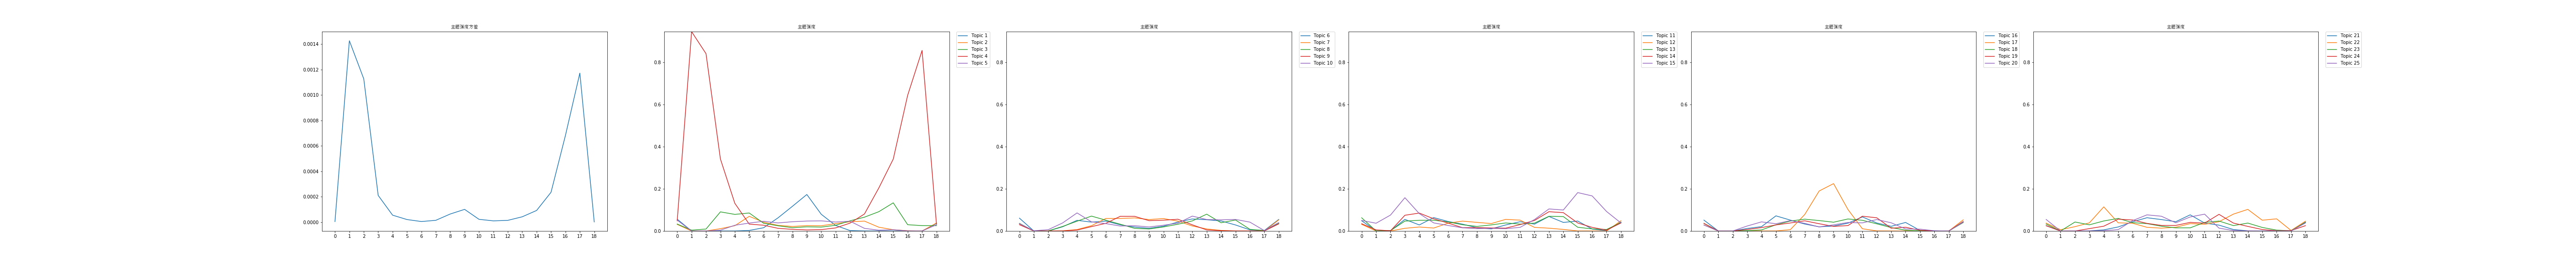 主题强度方差
0.0014
0.0012
0.0010
0.0008
0.0006
0.0004
0.0002
0.0000
0 1 2 3 4 5 6 7 8 9 10 11 12 13 14 15 16 17 18
主题强度
0.8
0.6
0.4
0.2
0.0
0 1 2 3 4 5 6 7 8 9 10 11 12 13 14 15 16 17 18
Topic 1
Topic 2
Topic 3
Topic 4
Topic 5
主题强度
0.8
0.6
0.4
0.2
0.0
0 1 2 3 4 5 6 7 8 9 10 11 12 13 14 15 16 17 18
Topic 6
Topic 7
Topic 8
Topic 9
Topic 10
主题强度
0.8
0.6
0.4
0.2
0.0
0 1 2 3 4 5 6 7 8 9 10 11 12 13 14 15 16 17 18
Topic 11
Topic 12
Topic 13
Topic 14
Topic 15
主题强度
0.8
0.6
0.4
0.2
0.0
0 1 2 3 4 5 6 7 8 9 10 11 12 13 14 15 16 17 18
Topic 16
Topic 17
Topic 18
Topic 19
Topic 20
主题强度
0.8
0.6
0.4
0.2
0.0
0 1 2 3 4 5 6 7 8 9 10 11 12 13 14 15 16 17 18
Topic 21
Topic 22
Topic 23
Topic 24
Topic 25